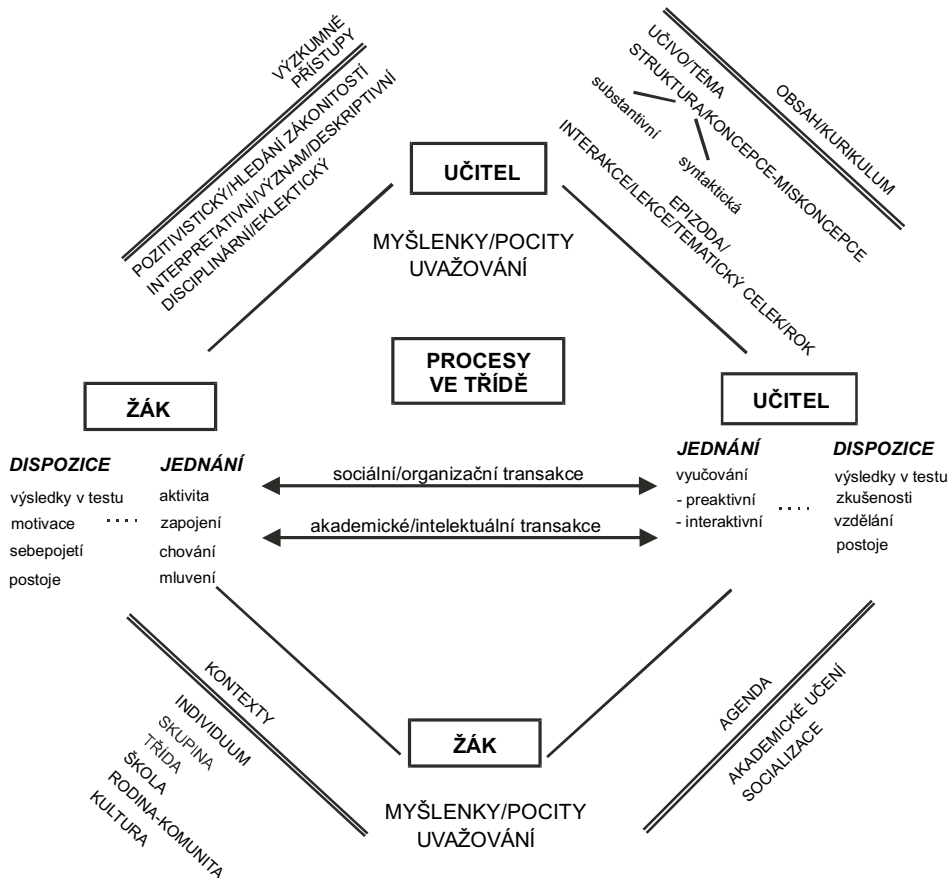 VÝZKUMNÉ
PŘÍSTUPY
POZITIVISTICKÝ/HLEDÁNÍ ZÁKONITOSTÍ
INTERPRETATIVNÍ/VÝZNAM/DESKRIPTIVNÍ
DISCIPLINÁRNÍ/EKLEKTICKÝ
OBSAH/KURIKULUM
UČIVO/TÉMA
STRUKTURA/KONCEPCE-MISKONCEPCE
substantivní
syntaktická
EPIZODA/
INTERAKCE/LEKCE/TEMATICKÝ CELEK/ROK
UČITEL
MYŠLENKY/POCITY
UVAŽOVÁNÍ
PROCESY
VE TŘÍDĚ
ŽÁK
DISPOZICE
výsledky v testu
motivace
sebepojetí
postoje
JEDNÁNÍ
aktivita
zapojení
chování
mluvení
sociální/organizační transakce
akademické/intelektuální transakce
UČITEL
JEDNÁNÍ
vyučování
- preaktivní
- interaktivní
DISPOZICE
výsledky v testu
zkušenosti
vzdělání
postoje
KONTEXTY
INDIVIDUUM
SKUPINA
TŘÍDA
ŠKOLA
RODINA-KOMUNITA
KULTURA
ŽÁK
MYŠLENKY/POCITY
UVAŽOVÁNÍ
AGENDA
AKADEMICKÉ UČENÍ
SOCIALIZACE